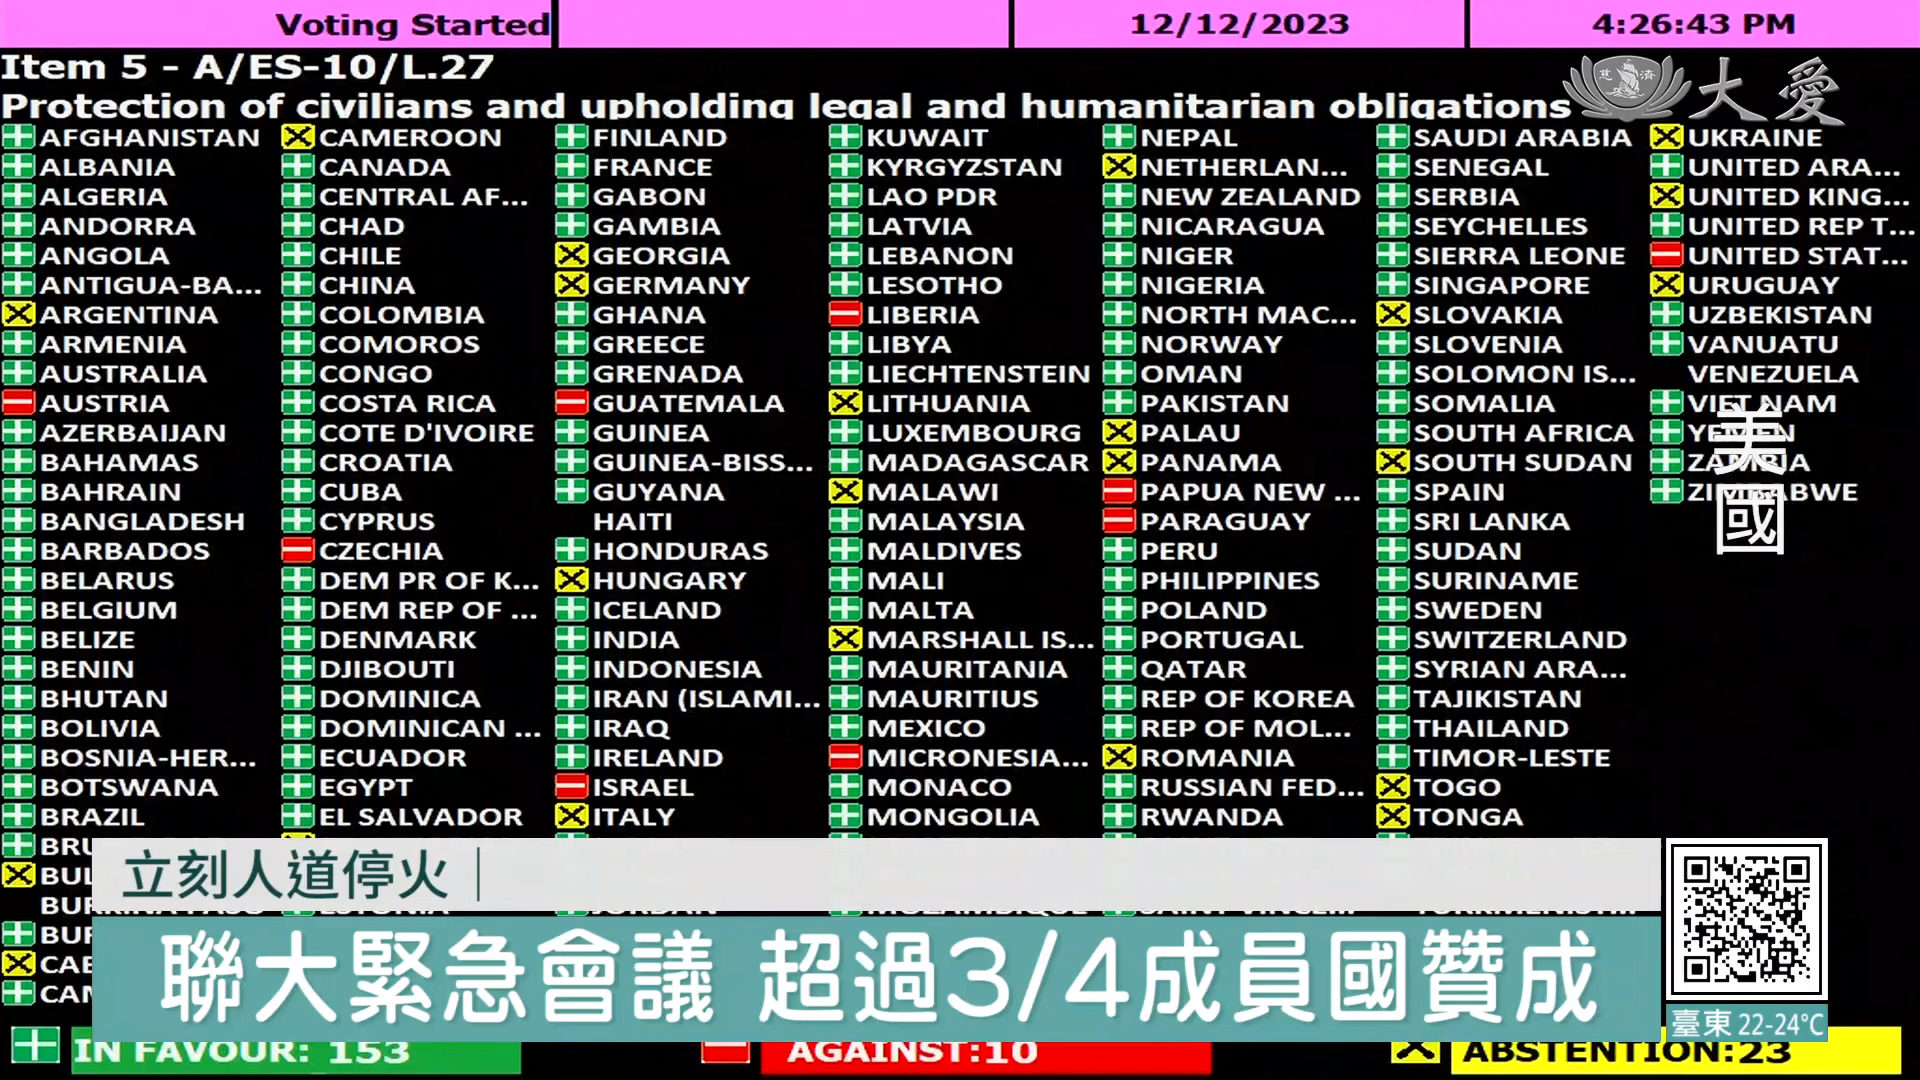 Voting Started
12/12/2023
4:26:43 PM
Item 5 - A/ES-10/L.27
Protection of civilians and upholding legal and humanitarian obligations
慈濟
大愛
AFGHANISTAN
ALBANIA
ALGERIA
ANDORRA
ANGOLA
ANTIGUA-BA...
ARGENTINA
ARMENIA
AUSTRALIA
AUSTRIA
AZERBAIJAN
BAHAMAS
BAHRAIN
BANGLADESH
BARBADOS
BELARUS
BELGIUM
BELIZE
BENIN
BHUTAN
BOLIVIA
BOSNIA-HER...
BOTSWANA
BRAZIL
CAMEROON
CANADA
CENTRAL AF...
CHAD
CHILE
CHINA
COLOMBIA
COMOROS
CONGO
COSTA RICA
COTE D'IVOIRE
CROATIA
CUBA
CYPRUS
CZECHIA
DEM PR OF K...
DEM REP OF ...
DENMARK
DJIBOUTI
DOMINICA
DOMINICAN ...
ECUADOR
EGYPT
EL SALVADOR
FINLAND
FRANCE
GABON
GAMBIA
GEORGIA
GERMANY
GHANA
GREECE
GRENADA
GUATEMALA
GUINEA
GUINEA-BISS...
GUYANA
HAITI
HONDURAS
HUNGARY
ICELAND
INDIA
INDONESIA
IRAN (ISLAMI...
IRAQ
IRELAND
ISRAEL
ITALY
KUWAIT
KYRGYZSTAN
LAO PDR
LATVIA
LEBANON
LESOTHO
LIBERIA
LIBYA
LIECHTENSTEIN
LITHUANIA
LUXEMBOURG
MADAGASCAR
MALAWI
MALAYSIA
MALDIVES
MALI
MALTA
MARSHALL IS...
MAURITANIA
MAURITIUS
MEXICO
MICRONESIA...
MONACO
MONGOLIA
NEPAL
NETHERLAN...
NEW ZEALAND
NICARAGUA
NIGER
NIGERIA
NORTH MAC...
NORWAY
OMAN
PAKISTAN
PALAU
PANAMA
PAPUA NEW ...
PARAGUAY
PERU
PHILIPPINES
POLAND
PORTUGAL
QATAR
REP OF KOREA
REP OF MOL...
ROMANIA
RUSSIAN FED...
RWANDA
SAUDI ARABIA
SENEGAL
SERBIA
SEYCHELLES
SIERRA LEONE
SINGAPORE
SLOVAKIA
SLOVENIA
SOLOMON IS...
SOMALIA
SOUTH AFRICA
SOUTH SUDAN
SPAIN
SRI LANKA
SUDAN
SURINAME
SWEDEN
SWITZERLAND
SYRIAN ARA...
TAJIKISTAN
THAILAND
TIMOR-LESTE
TOGO
TONGA
UKRAINE
UNITED ARA...
UNITED KING...
UNITED REP T...
UNITED STAT...
URUGUAY
UZBEKISTAN
VANUATU
VENEZUELA
VIET NAM
YEMEN
ZAMBIA
ZIMBABWE
美國
立刻人道停火
聯大緊急會議 超過3/4成員國贊成
臺東 22-24°C
IN FAVOUR: 153
AGAINST:10
ABSTENTION:23